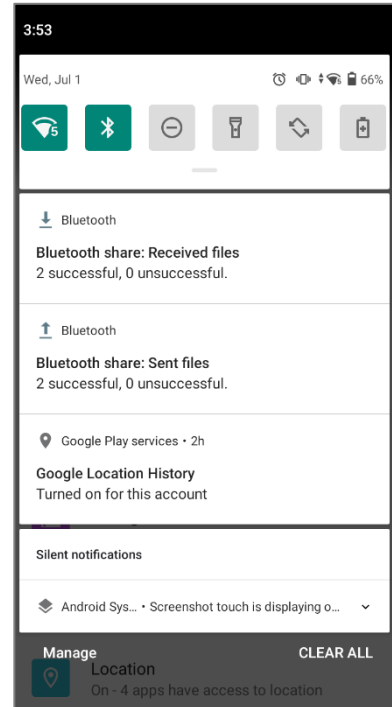 3:53
Wed, Jul 1
66%
5
Bluetooth
Bluetooth share: Received files
2 successful, 0 unsuccessful.
Bluetooth
Bluetooth share: Sent files
2 successful, 0 unsuccessful.
Google Play services • 2h
Google Location History
Turned on for this account
Silent notifications
Android Sys... • Screenshot touch is displaying o...
Manage
CLEAR ALL
Location
On - 4 apps have access to location